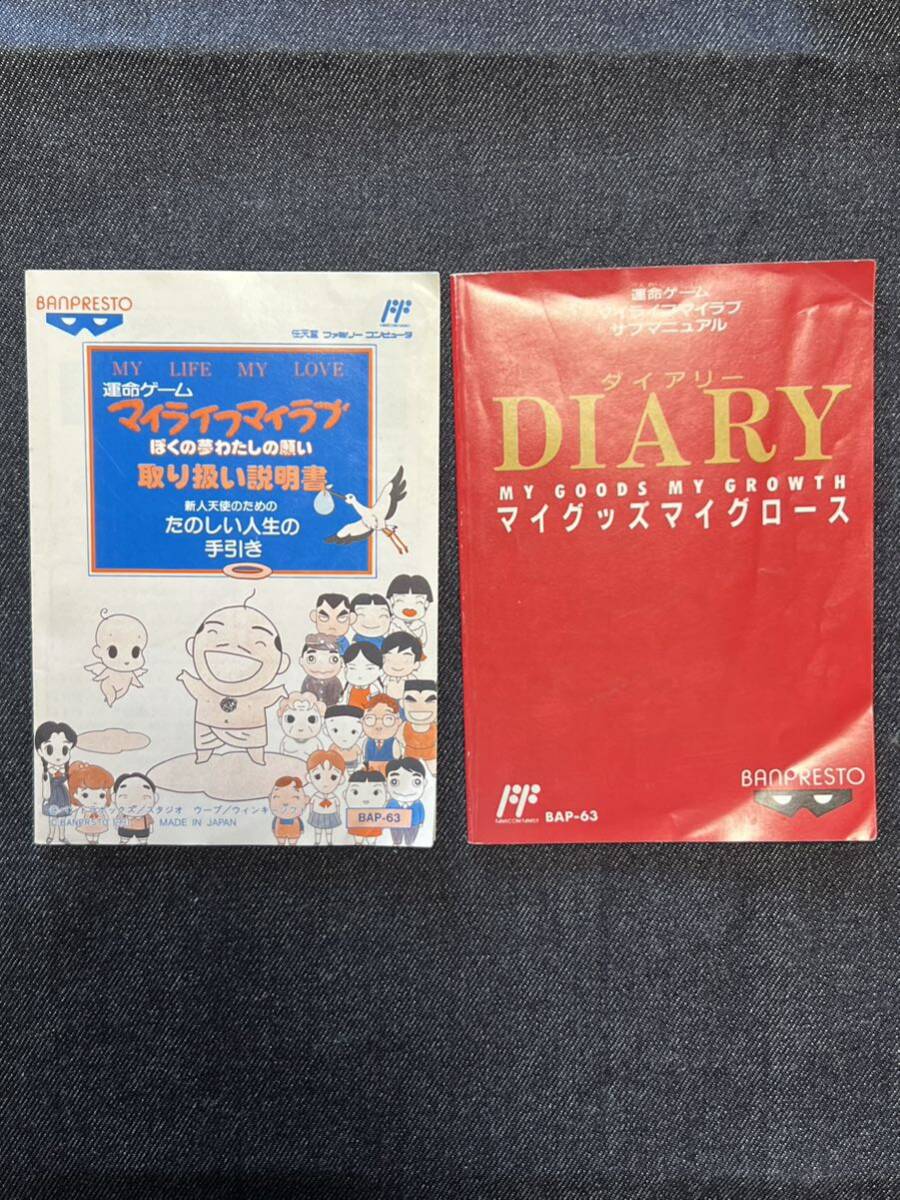 BANPRESTO
任天堂 ファミリーコンピュータ
MY LIFE MY LOVE
運命ゲーム
マイライフマイラブ
ぼくの夢わたしの願い
取り扱い説明書
新人天使のための
たのしい人生の
手引き
MADE IN JAPAN
BAP-63
運命ゲーム
マイライフマイラブ
サブマニュアル
ダイアリー
DIARY
MY GOODS MY GROWTH
マイグッズマイグロース
BANPRESTO
BAP-63